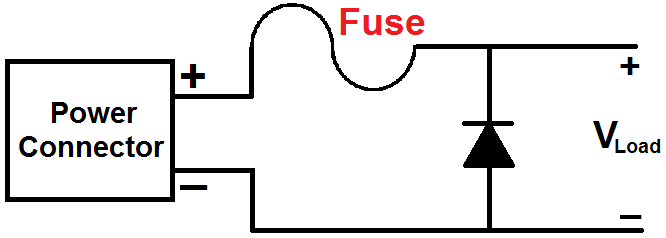 Fuse
+
Power
Connector
−
+
VLoad
−